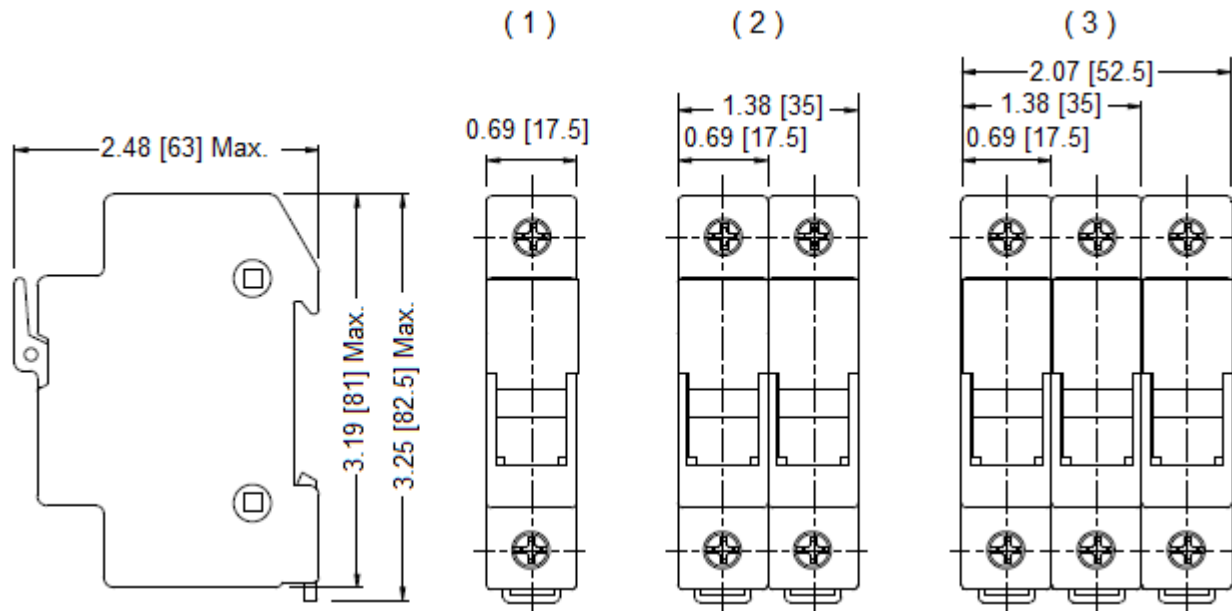 ( 1 )
( 2 )
( 3 )
2.48 [63] Max.
3.19 [81] Max.
3.25 [82.5] Max.
0.69 [17.5]
1.38 [35]
0.69 [17.5]
2.07 [52.5]
1.38 [35]
0.69 [17.5]